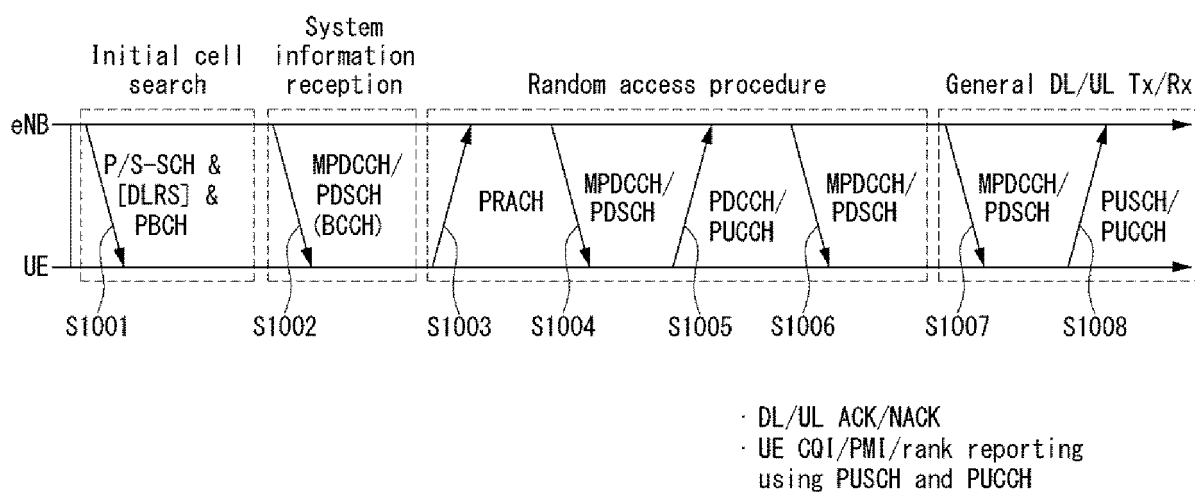 Initial cell
search
System
information
reception
Random access procedure
General DL/UL Tx/Rx
eNB
P/S-SCH &
[DLRS] &
PBCH
MPDCCH/
PDSCH
(BCCH)
PRACH
MPDCCH/
PDSCH
PDCCH/
PUCCH
MPDCCH/
PDSCH
MPDCCH/
PDSCH
PUSCH/
PUCCH
UE
S1001
S1002
S1003
S1004
S1005
S1006
S1007
S1008
· DL/UL ACK/NACK
· UE CQI/PMI/rank reporting
using PUSCH and PUCCH